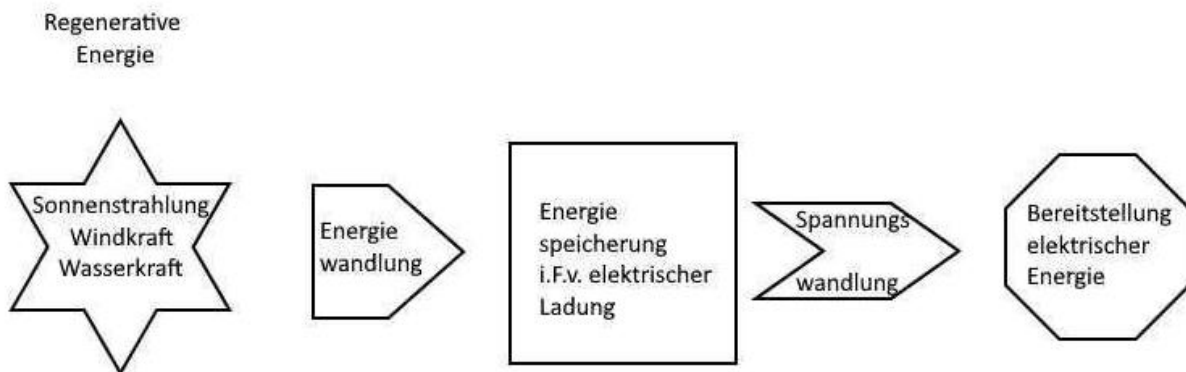 Regenerative
Energie
Sonnenstrahlung
Windkraft
Wasserkraft
Energie
wandlung
Energie
speicherung
i.F.v. elektrischer
Ladung
Spannungs
wandlung
Bereitstellung
elektrischer
Energie